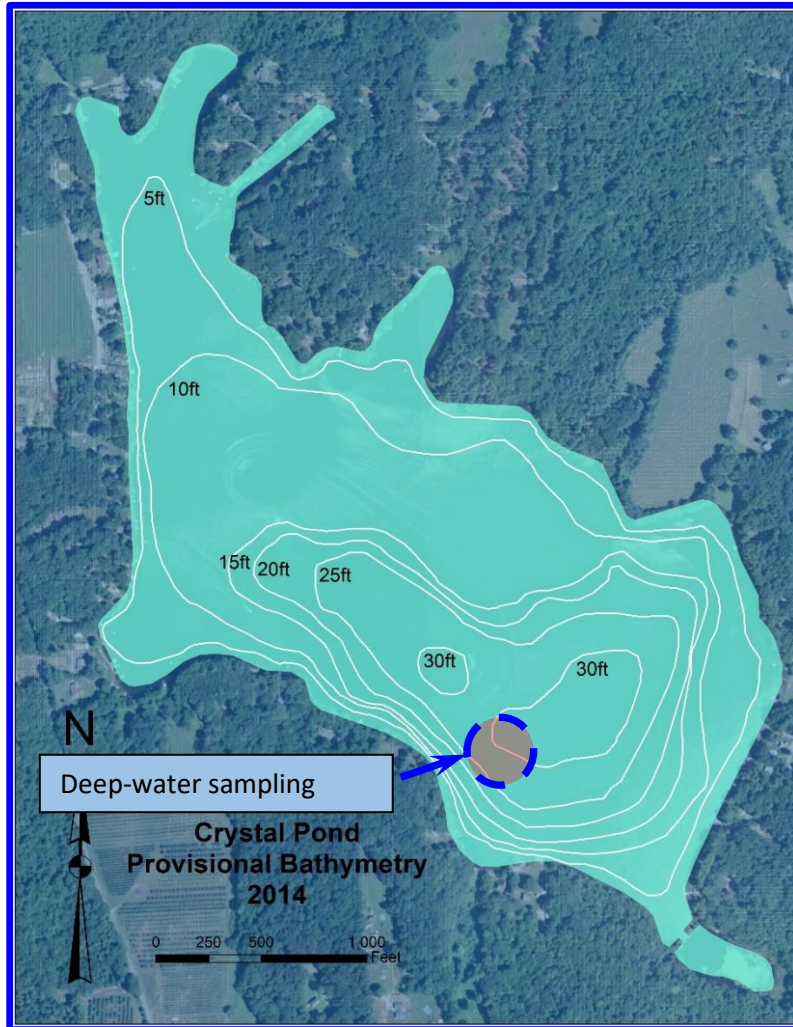 5ft
10ft
15ft
20ft
25ft
30ft
30ft
N
Deep-water sampling
Crystal Pond
Provisional Bathymetry
2014
0 250 500 1,000
Feet